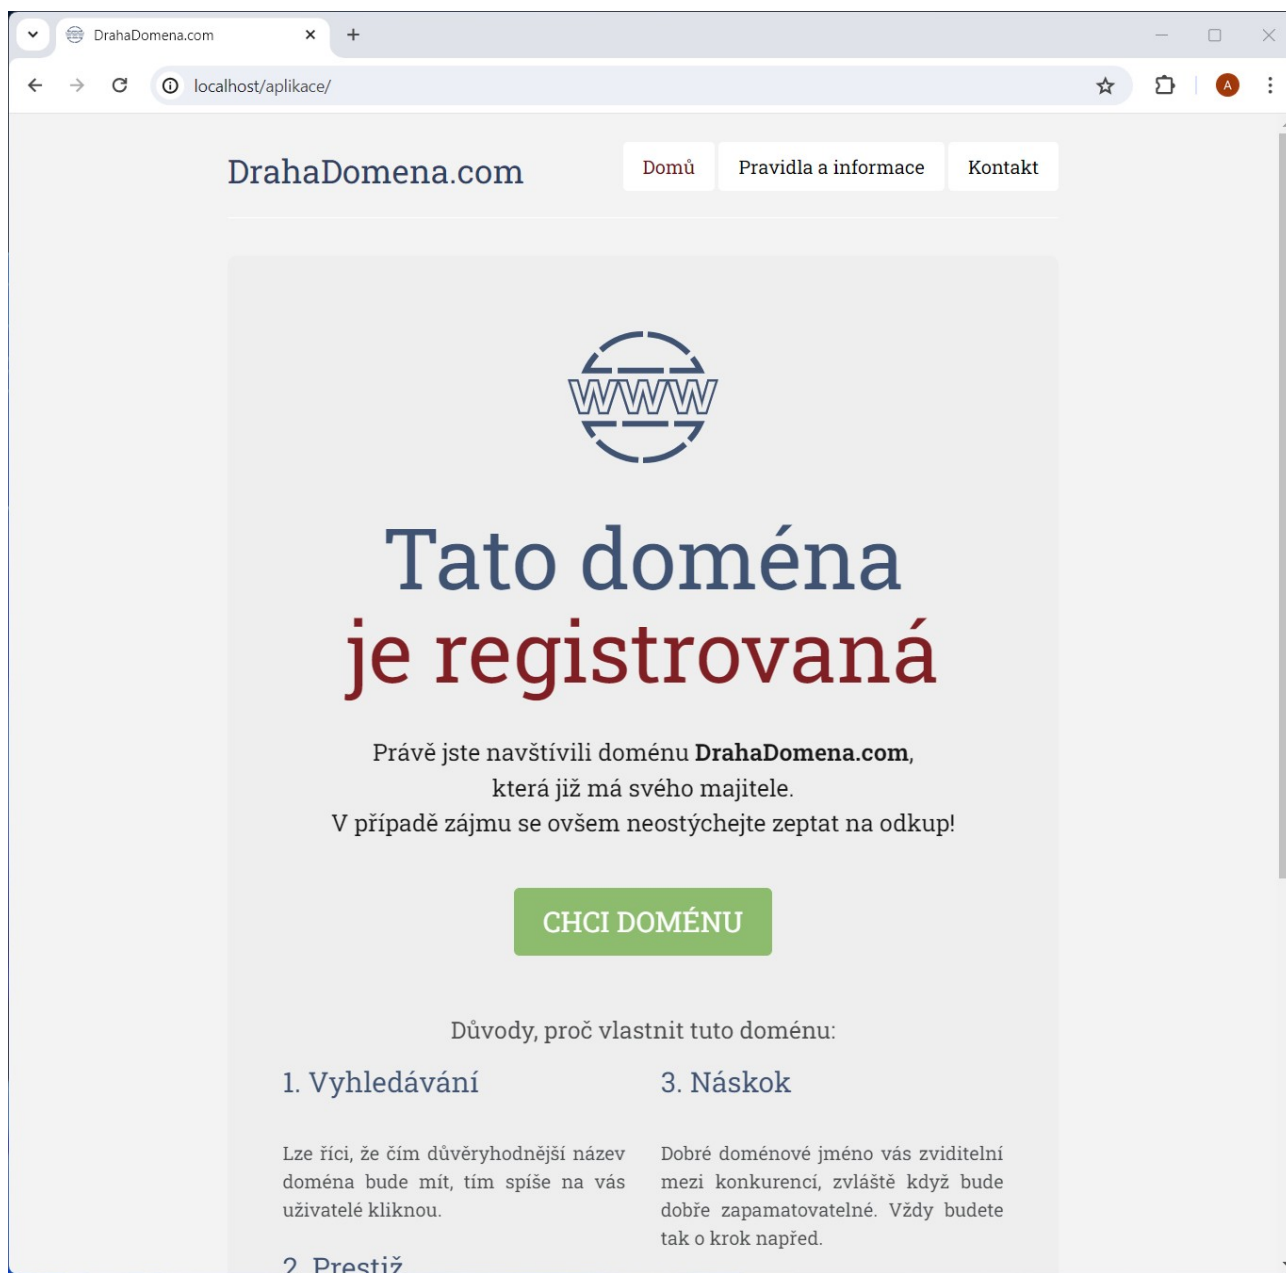 DrahaDomena.com
localhost/aplikace/
A
DrahaDomena.com
Domů
Pravidla a informace
Kontakt
WWW
Tato doména
je registrovaná
Právě jste navštívili doménu DrahaDomena.com,
která již má svého majitele.
V případě zájmu se ovšem neostýchejte zeptat na odkup!
CHCI DOMÉNU
Důvody, proč vlastnit tuto doménu:
1. Vyhledávání
Lze říci, že čím důvěryhodnější název
doména bude mít, tím spíše na vás
uživatelé kliknou.
2. Prestiž
3. Náskok
Dobré doménové jméno vás zviditelní
mezi konkurencí, zvláště když bude
dobře zapamatovatelné. Vždy budete
tak o krok napřed.